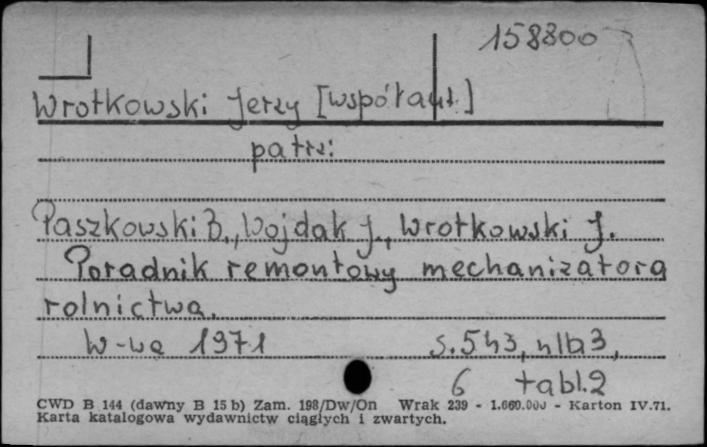 158800
Wrotkowski Jerzy [współaut.]
patrz:
Paszkowski B., Wojdak J., Wrotkowski J.
Poradnik remontowy mechanizatora
rolnictwa.
W-wa 1971 s. 543, nlb 3,
6 tabl. 2
CWD B 144 (dawny B 15 b) Zam. 198/Dw/On Wrak 239 - 1.660.000 - Karton IV.71.
Karta katalogowa wydawnictw ciągłych i zwartych.